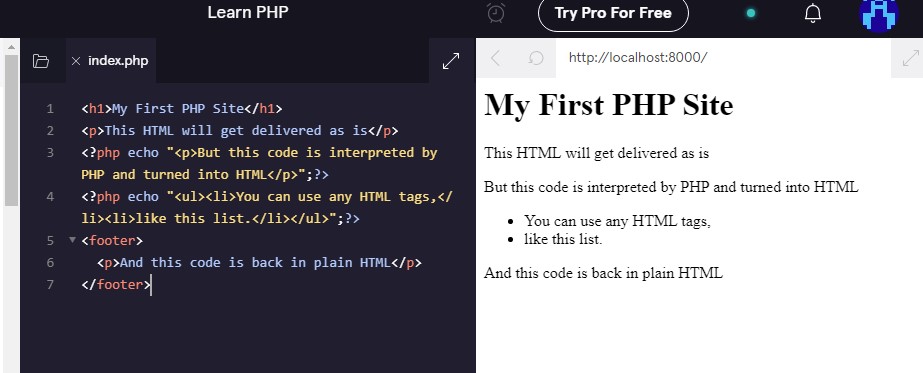 Learn PHP
Try Pro For Free
index.php
http://localhost:8000/
1 <h1>My First PHP Site</h1>
2 <p>This HTML will get delivered as is</p>
3 <?php echo "<p>But this code is interpreted by
PHP and turned into HTML</p>";?>
4 <?php echo "<ul><li>You can use any HTML tags,</
li><li>like this list.</li></ul>";?>
5 <footer>
6 <p>And this code is back in plain HTML</p>
7 </footer>
My First PHP Site
This HTML will get delivered as is
But this code is interpreted by PHP and turned into HTML
• You can use any HTML tags,
• like this list.
And this code is back in plain HTML